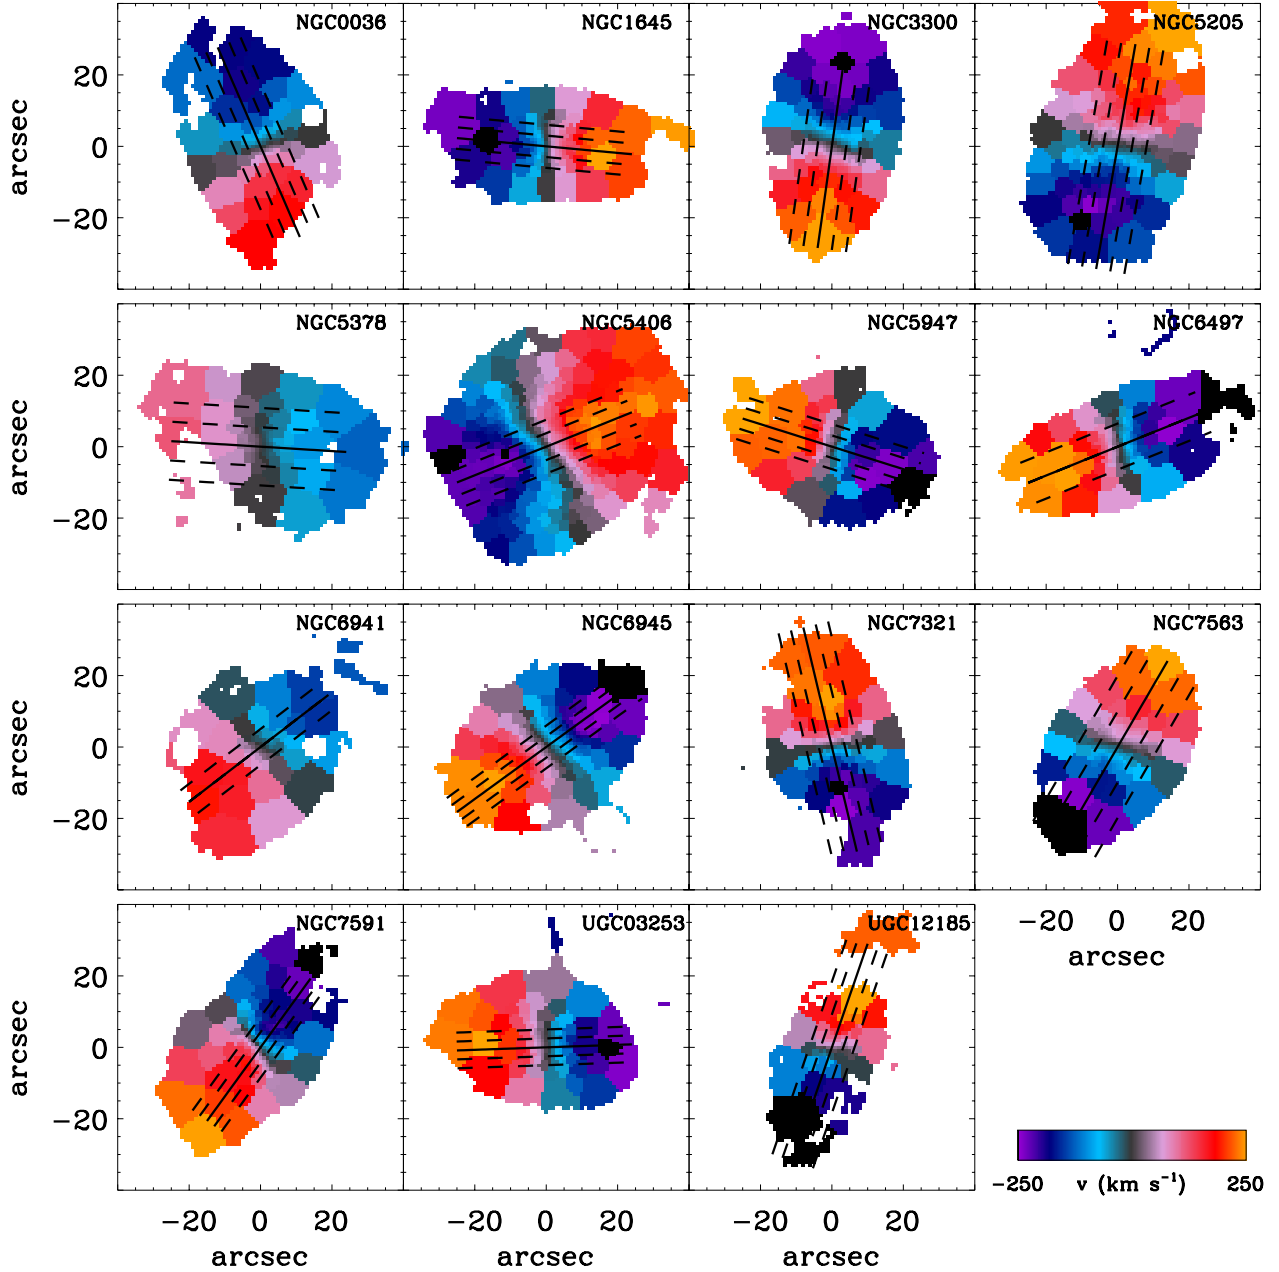 NGC0036 NGC1645 NGC3300 NGC5205
arcsec
20
0
−20
NGC5378 NGC5406 NGC5947 NGC6497
arcsec
20
0
−20
NGC6941 NGC6945 NGC7321 NGC7563
arcsec
20
0
−20
−20 0 20
arcsec
NGC7591 UGC03253 UGC12185
arcsec
20
0
−20
−250 v (km s⁻¹) 250
−20 0 20 −20 0 20 −20 0 20
arcsec arcsec arcsec